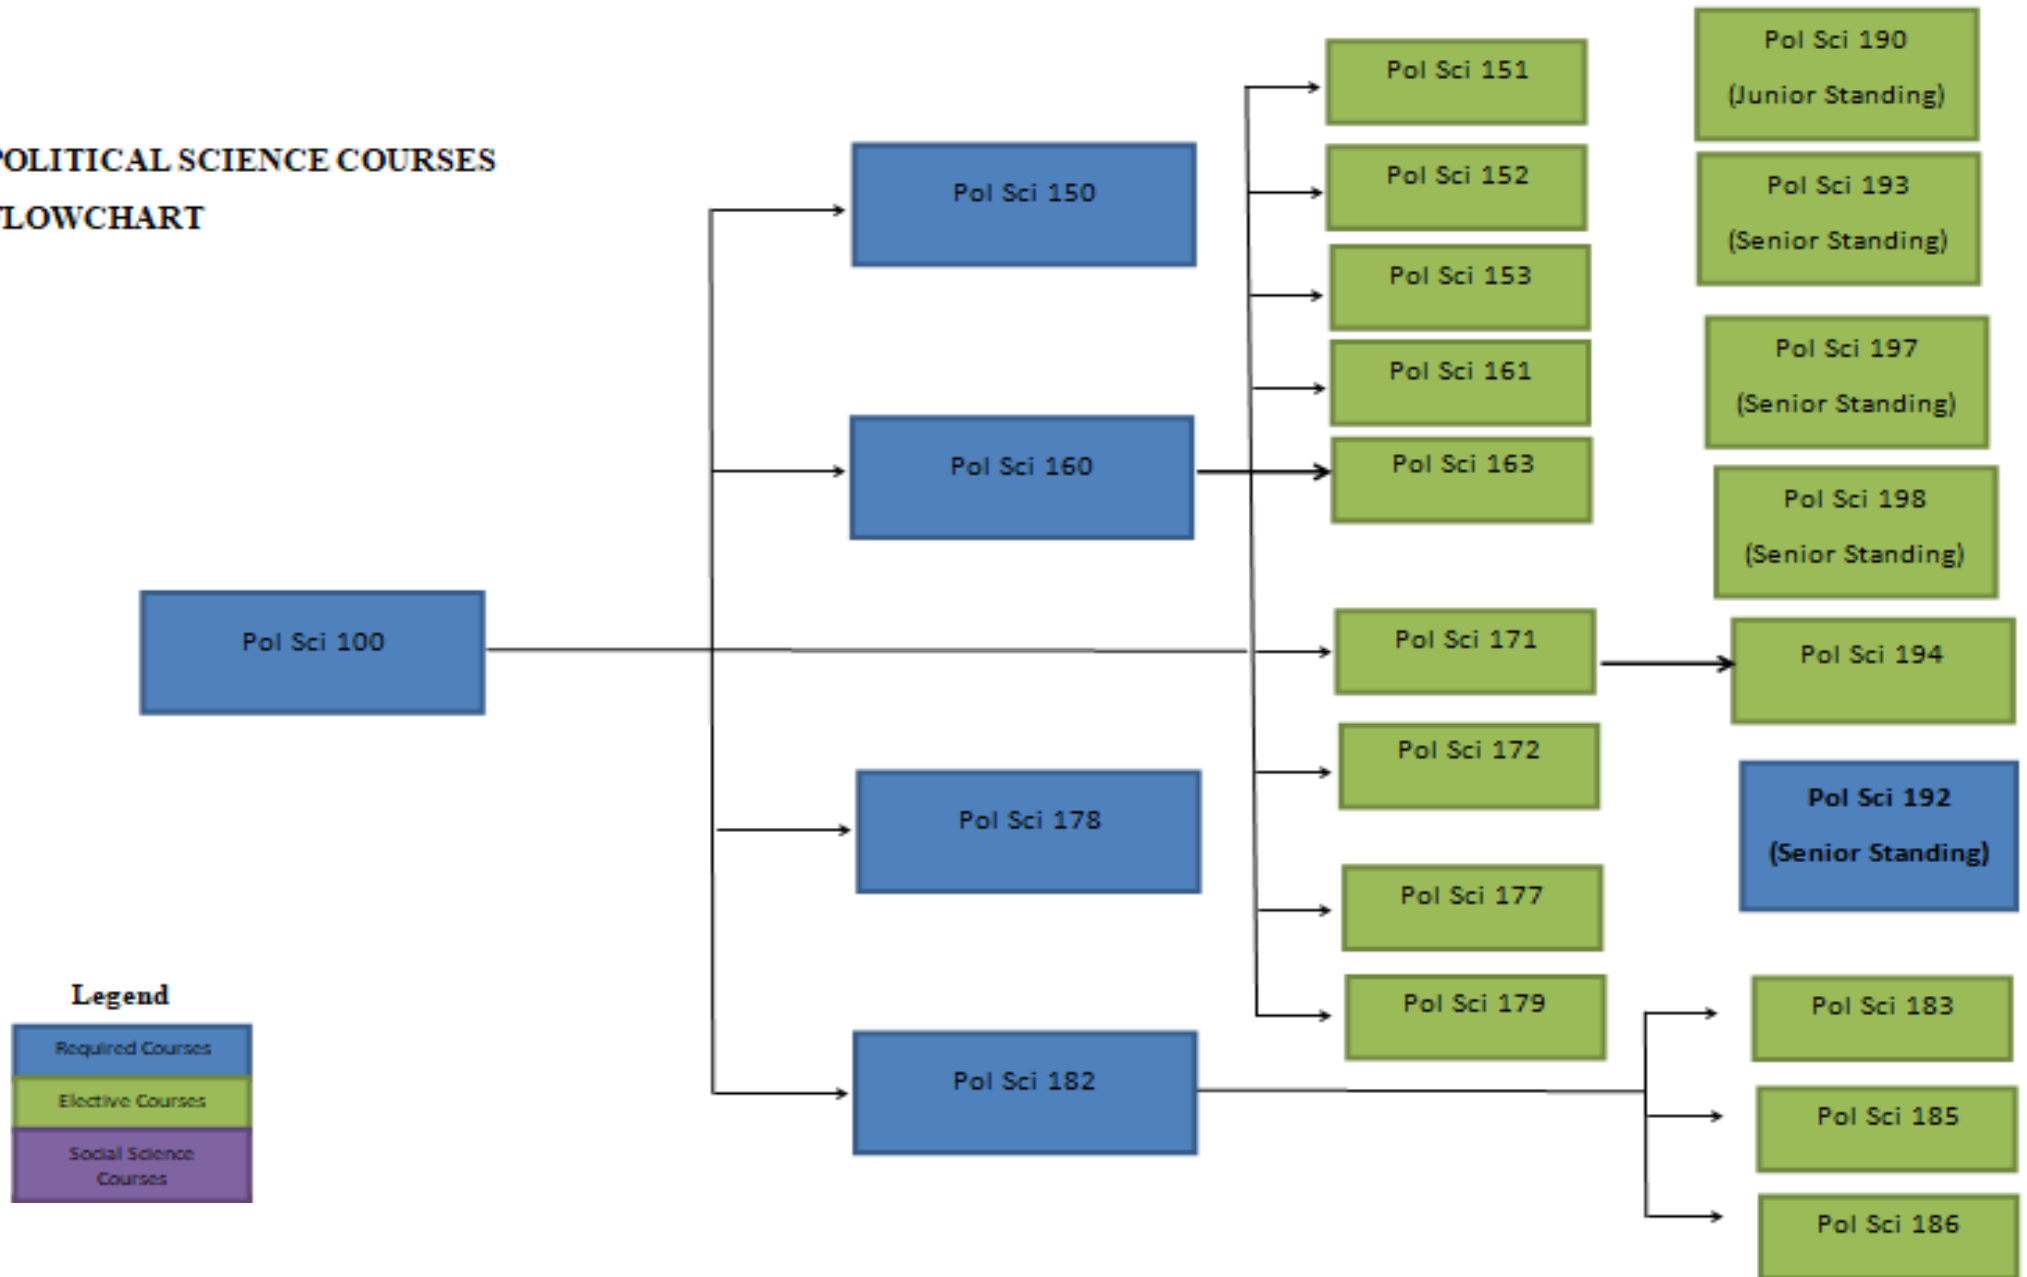 POLITICAL SCIENCE COURSES
FLOWCHART
Pol Sci 100
Pol Sci 150
Pol Sci 160
Pol Sci 178
Pol Sci 182
Pol Sci 151
Pol Sci 152
Pol Sci 153
Pol Sci 161
Pol Sci 163
Pol Sci 171
Pol Sci 172
Pol Sci 177
Pol Sci 179
Pol Sci 190
(Junior Standing)
Pol Sci 193
(Senior Standing)
Pol Sci 197
(Senior Standing)
Pol Sci 198
(Senior Standing)
Pol Sci 194
Pol Sci 192
(Senior Standing)
Pol Sci 183
Pol Sci 185
Pol Sci 186
Legend
Required Courses
Elective Courses
Social Science
Courses